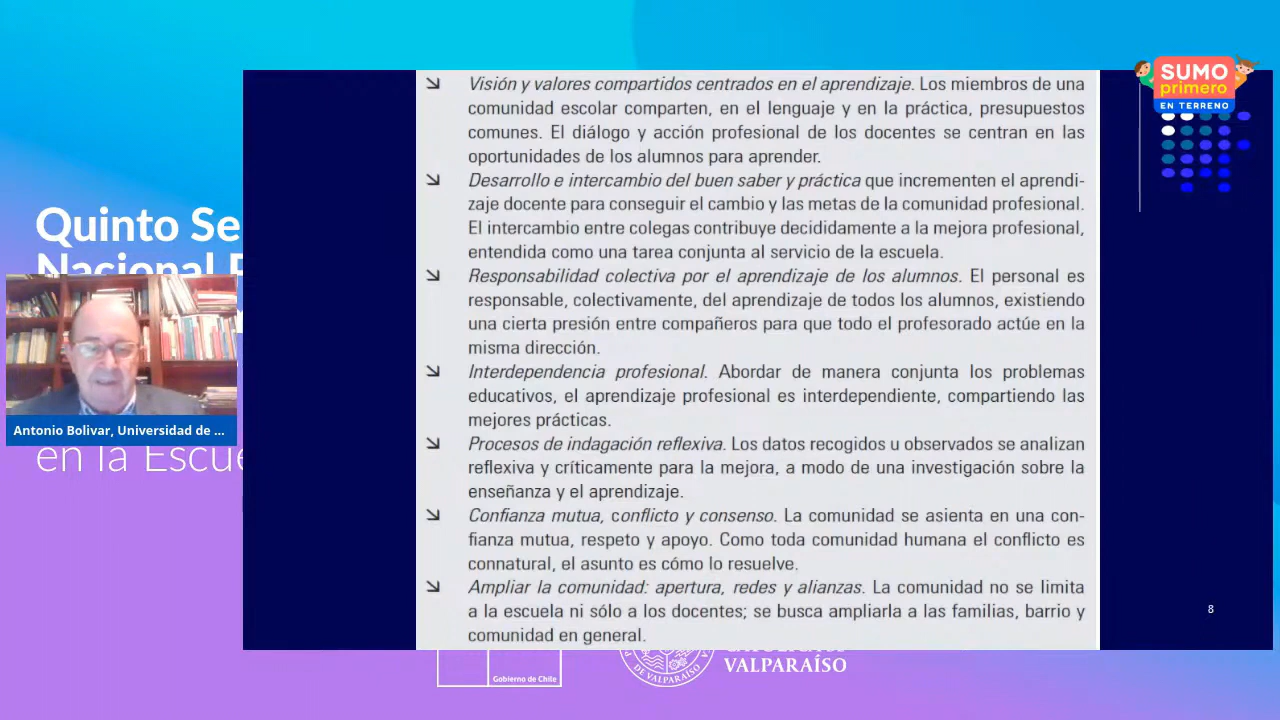 ↘ Visión y valores compartidos centrados en el aprendizaje. Los miembros de una
comunidad escolar comparten, en el lenguaje y en la práctica, presupuestos
comunes. El diálogo y acción profesional de los docentes se centran en las
oportunidades de los alumnos para aprender.
↘ Desarrollo e intercambio del buen saber y práctica que incrementen el aprendi-
zaje docente para conseguir el cambio y las metas de la comunidad profesional.
El intercambio entre colegas contribuye decididamente a la mejora profesional,
entendida como una tarea conjunta al servicio de la escuela.
↘ Responsabilidad colectiva por el aprendizaje de los alumnos. El personal es
responsable, colectivamente, del aprendizaje de todos los alumnos, existiendo
una cierta presión entre compañeros para que todo el profesorado actúe en la
misma dirección.
↘ Interdependencia profesional. Abordar de manera conjunta los problemas
educativos, el aprendizaje profesional es interdependiente, compartiendo las
mejores prácticas.
↘ Procesos de indagación reflexiva. Los datos recogidos u observados se analizan
reflexiva y críticamente para la mejora, a modo de una investigación sobre la
enseñanza y el aprendizaje.
↘ Confianza mutua, conflicto y consenso. La comunidad se asienta en una con-
fianza mutua, respeto y apoyo. Como toda comunidad humana el conflicto es
connatural, el asunto es cómo lo resuelve.
↘ Ampliar la comunidad: apertura, redes y alianzas. La comunidad no se limita
a la escuela ni sólo a los docentes; se busca ampliarla a las familias, barrio y
comunidad en general.
8
SUMO
primero
EN TERRENO
Quinto Se
Nacional
Antonio Bolivar, Universidad de ...
en la Escue
Gobierno de Chile
DE VALPARAÍSO
VALPARAÍSO